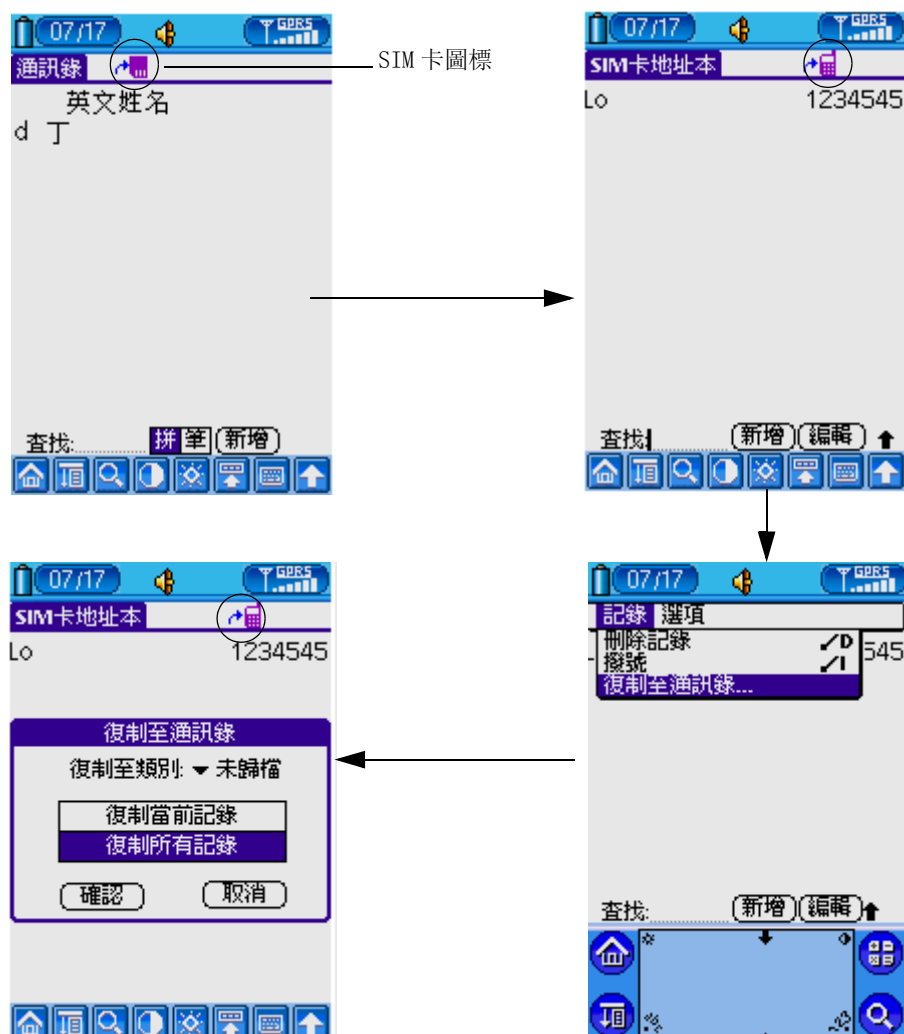 07/17 GPRS
通訊錄
SIM 卡圖標
英文姓名
d 丁
查找: 拼 筆 新增
07/17 GPRS
SIM卡地址本
Lo 1234545
查找: 新增 編輯
07/17 GPRS
記錄 選項
刪除記錄 /D
撥號 /I
復制至通訊錄...
545
查找: 新增 編輯
07/17 GPRS
SIM卡地址本
Lo 1234545
復制至通訊錄
復制至類別: 未歸檔
復制當前記錄
復制所有記錄
確認 取消